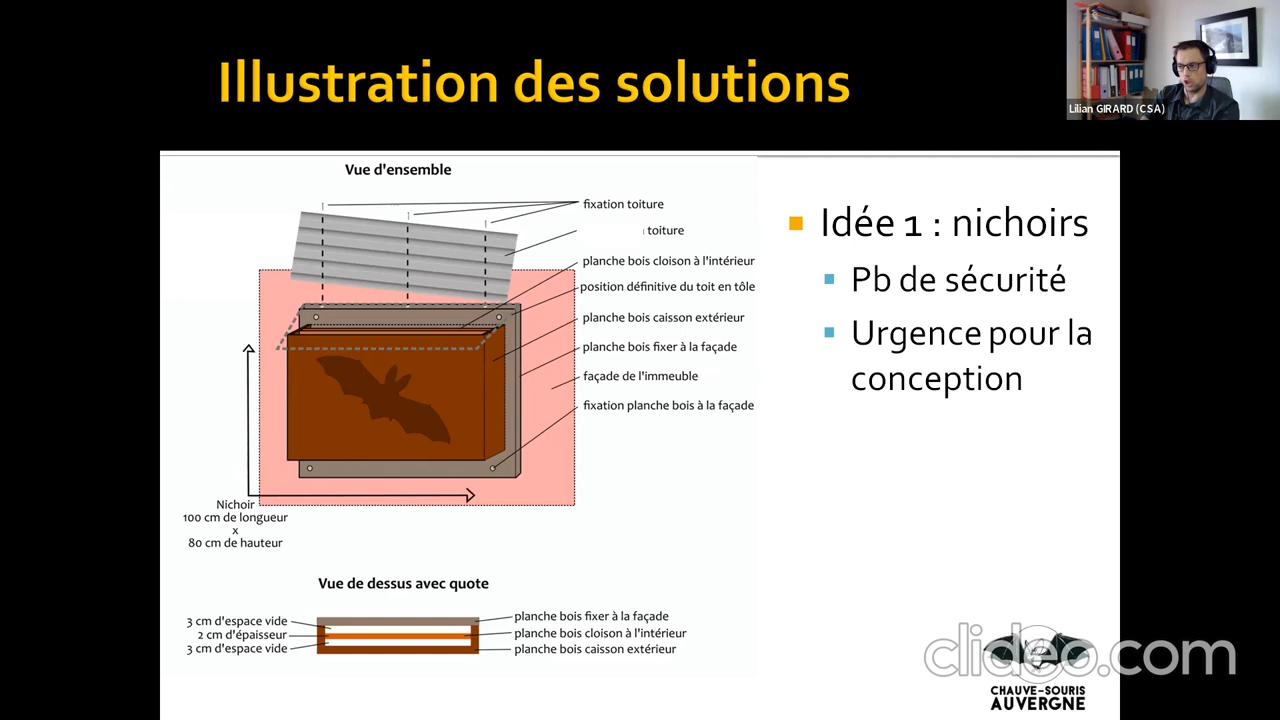 Illustration des solutions
Lilian GIRARD (CSA)
Vue d'ensemble
fixation toiture
toiture
planche bois cloison à l'intérieur
position définitive du toit en tôle
planche bois caisson extérieur
planche bois fixer à la façade
façade de l'immeuble
fixation planche bois à la façade
Nichoir
100 cm de longueur
x
80 cm de hauteur
Vue de dessus avec quote
3 cm d'espace vide
2 cm d'épaisseur
3 cm d'espace vide
planche bois fixer à la façade
planche bois cloison à l'intérieur
planche bois caisson extérieur
Idée 1 : nichoirs
Pb de sécurité
Urgence pour la
conception
clideo.com
CHAUVE-SOURIS
AUVERGNE